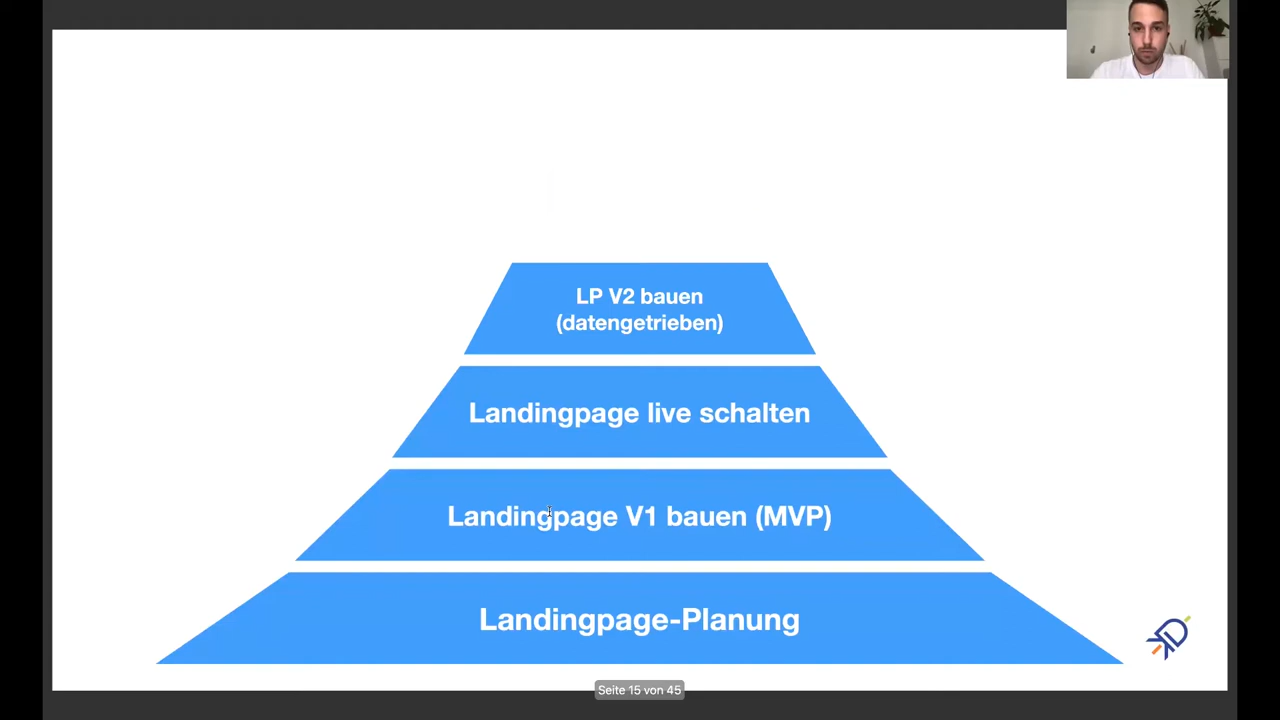 LP V2 bauen
(datengetrieben)
Landingpage live schalten
Landingpage V1 bauen (MVP)
Landingpage-Planung
Seite 15 von 45